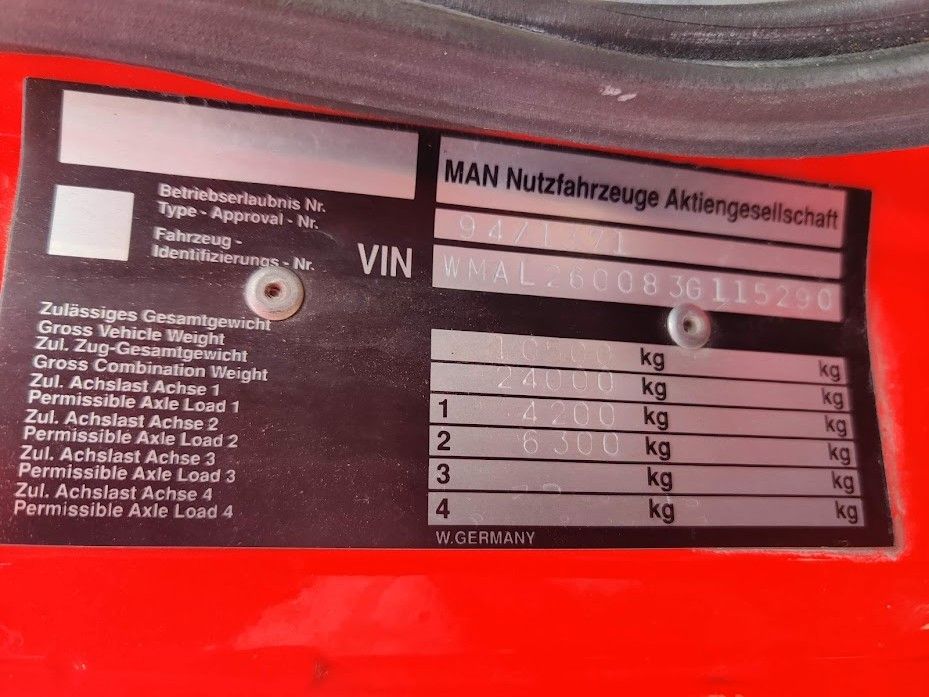 MAN Nutzfahrzeuge Aktiengesellschaft
Betriebserlaubnis Nr.
Type - Approval - Nr.
Fahrzeug -
Identifizierungs - Nr.
VIN WMAL260083G115290
Zulässiges Gesamtgewicht
Gross Vehicle Weight
10500 kg kg
Zul. Zug-Gesamtgewicht
Gross Combination Weight
24000 kg kg
Zul. Achslast Achse 1
Permissible Axle Load 1
1 4200 kg kg
Zul. Achslast Achse 2
Permissible Axle Load 2
2 6300 kg kg
Zul. Achslast Achse 3
Permissible Axle Load 3
3 kg kg
Zul. Achslast Achse 4
Permissible Axle Load 4
4 kg kg
W.GERMANY